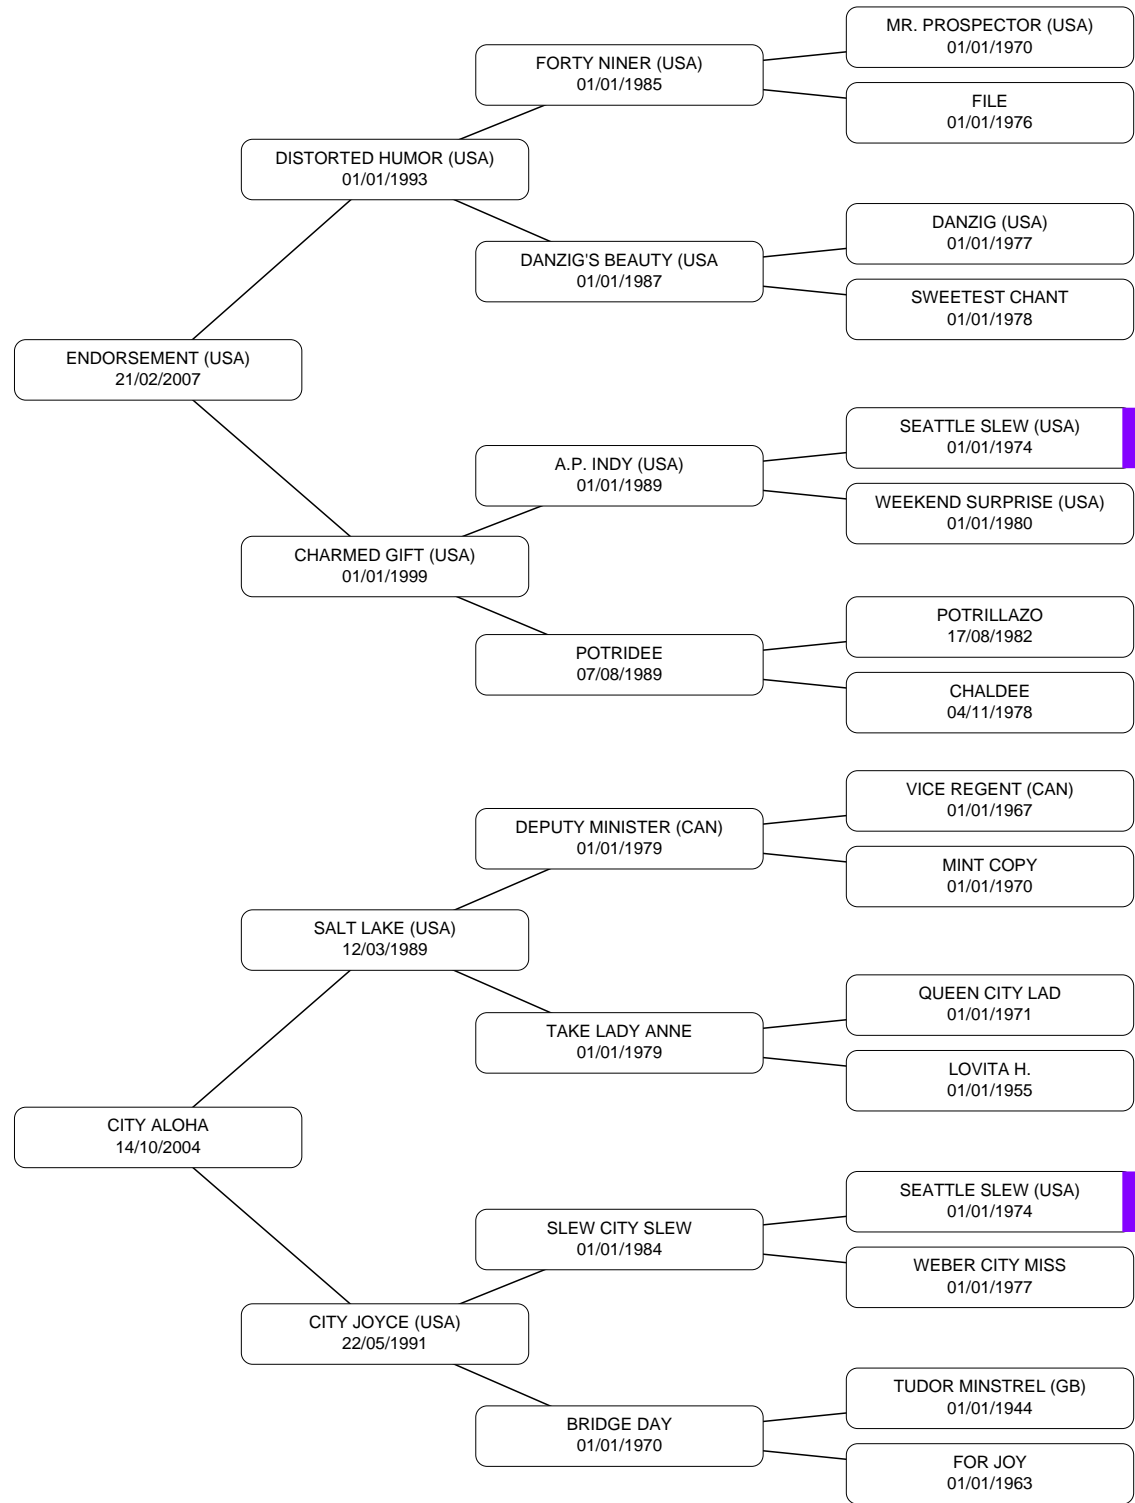 MR. PROSPECTOR (USA)
01/01/1970
FORTY NINER (USA)
01/01/1985
FILE
01/01/1976
DISTORTED HUMOR (USA)
01/01/1993
DANZIG (USA)
01/01/1977
DANZIG'S BEAUTY (USA
01/01/1987
SWEETEST CHANT
01/01/1978
ENDORSEMENT (USA)
21/02/2007
SEATTLE SLEW (USA)
01/01/1974
A.P. INDY (USA)
01/01/1989
WEEKEND SURPRISE (USA)
01/01/1980
CHARMED GIFT (USA)
01/01/1999
POTRILLAZO
17/08/1982
POTRIDEE
07/08/1989
CHALDEE
04/11/1978
VICE REGENT (CAN)
01/01/1967
DEPUTY MINISTER (CAN)
01/01/1979
MINT COPY
01/01/1970
SALT LAKE (USA)
12/03/1989
QUEEN CITY LAD
01/01/1971
TAKE LADY ANNE
01/01/1979
LOVITA H.
01/01/1955
CITY ALOHA
14/10/2004
SEATTLE SLEW (USA)
01/01/1974
SLEW CITY SLEW
01/01/1984
WEBER CITY MISS
01/01/1977
CITY JOYCE (USA)
22/05/1991
TUDOR MINSTREL (GB)
01/01/1944
BRIDGE DAY
01/01/1970
FOR JOY
01/01/1963